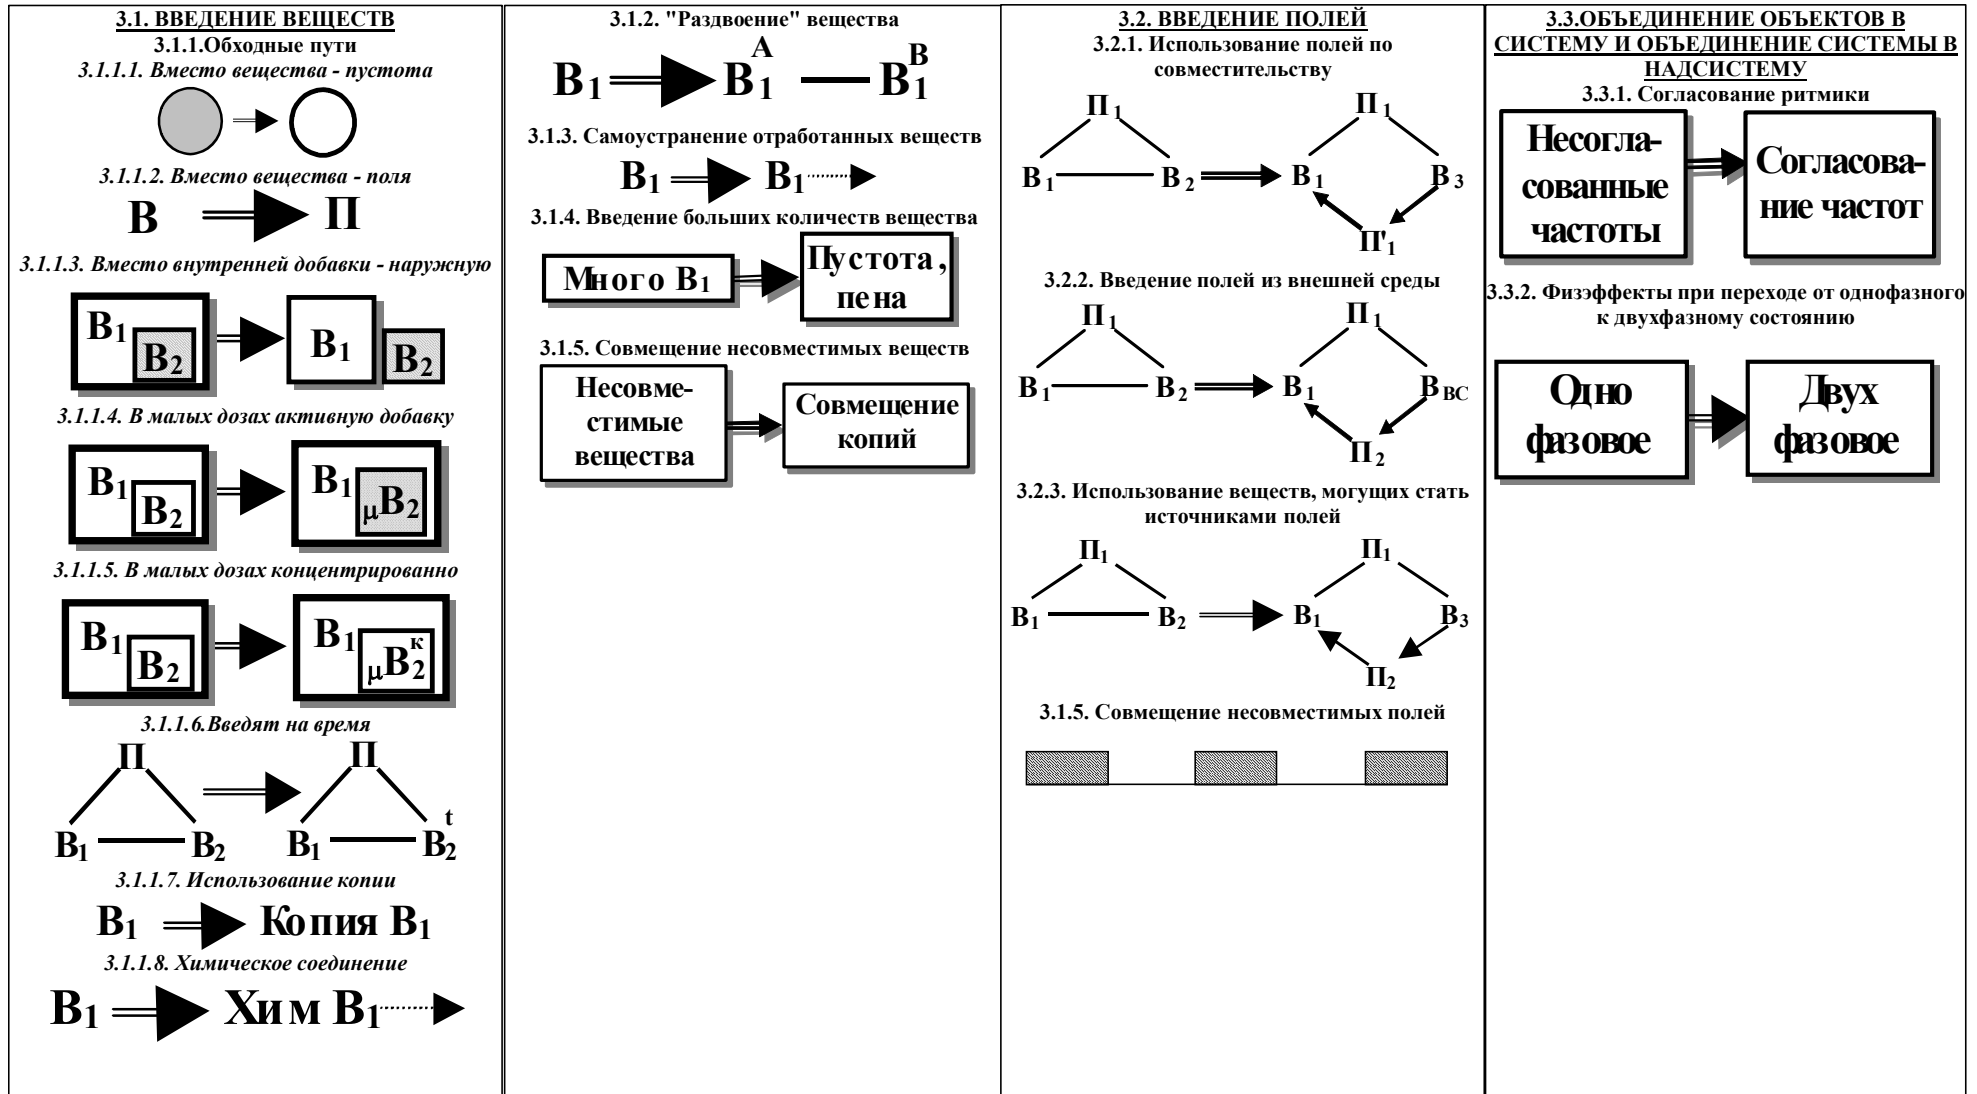 3.1. ВВЕДЕНИЕ ВЕЩЕСТВ
3.1.1.Обходные пути
3.1.1.1. Вместо вещества - пустота
3.1.1.2. Вместо вещества - поля
В П
3.1.1.3. Вместо внутренней добавки - наружную
В1 В2 В1 В2
3.1.1.4. В малых дозах активную добавку
В1 В2 В1 μВ2
3.1.1.5. В малых дозах концентрированно
В1 В2 В1 μВ2к
3.1.1.6.Введят на время
П П
В1 В2 В1 В2t
3.1.1.7. Использование копии
В1 Копия В1
3.1.1.8. Химическое соединение
В1 Хим В1
3.1.2. "Раздвоение" вещества
В1 В1А В1В
3.1.3. Самоустранение отработанных веществ
В1 В1
3.1.4. Введение больших количеств вещества
Много В1
Пустота,
пена
3.1.5. Совмещение несовместимых веществ
Несовме-
стимые
вещества
Совмещение
копий
3.2. ВВЕДЕНИЕ ПОЛЕЙ
3.2.1. Использование полей по
совместительству
П1 П1
В1 В2 В1 В3
П'1
3.2.2. Введение полей из внешней среды
П1 П1
В1 В2 В1 ВВС
П2
3.2.3. Использование веществ, могущих стать
источниками полей
П1 П1
В1 В2 В1 В3
П2
3.1.5. Совмещение несовместимых полей
3.3.ОБЪЕДИНЕНИЕ ОБЪЕКТОВ В
СИСТЕМУ И ОБЪЕДИНЕНИЕ СИСТЕМЫ В
НАДСИСТЕМУ
3.3.1. Согласование ритмики
Несогла-
сованные
частоты
Согласова-
ние частот
3.3.2. Физэффекты при переходе от однофазного
к двухфазному состоянию
Одно
фазовое
Двух
фазовое